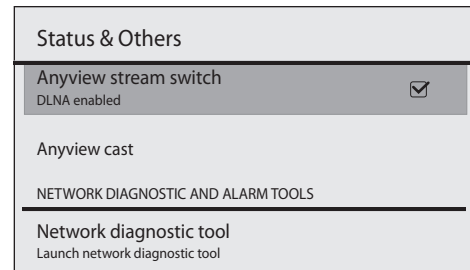 Status & Others
Anyview stream switch
DLNA enabled
Anyview cast
NETWORK DIAGNOSTIC AND ALARM TOOLS
Network diagnostic tool
Launch network diagnostic tool